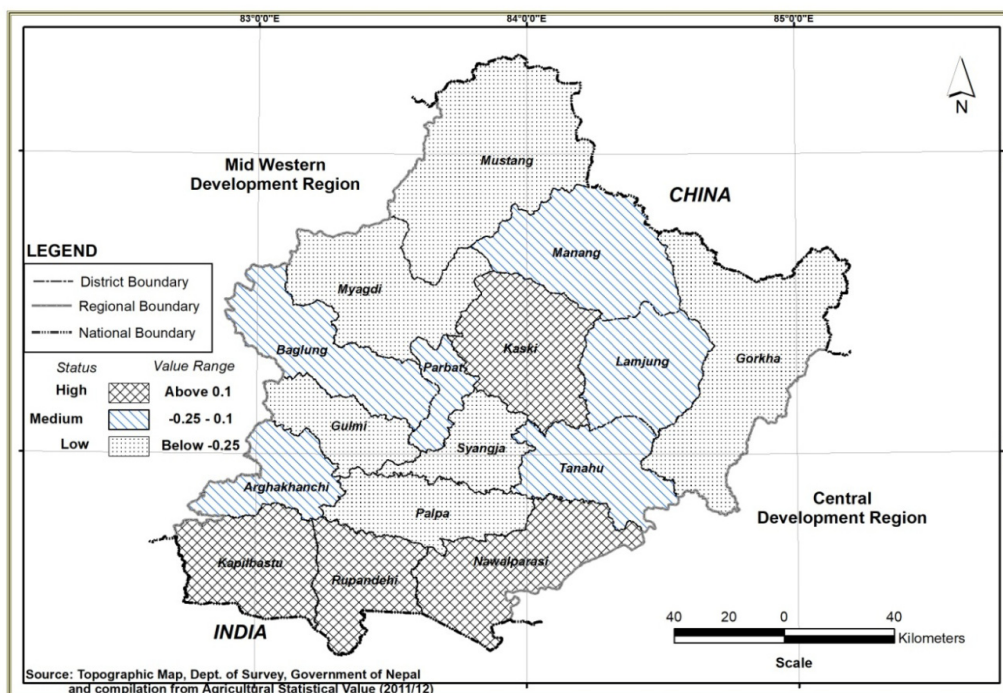 83°0'0"E
84°0'0"E
85°0'0"E
N
Mid Western
Development Region
Mustang
CHINA
Manang
LEGEND
District Boundary
Regional Boundary
National Boundary
Status
Value Range
High
Above 0.1
Medium
-0.25 - 0.1
Low
Below -0.25
Myagdi
Baglung
Parbat
Kaski
Lamjung
Gorkha
Gulmi
Syangja
Tanahu
Arghakhanchi
Palpa
Central
Development Region
Kapilbastu
Rupandehi
Nawalparasi
INDIA
40 20 0 40
Kilometers
Scale
Source: Topographic Map, Dept. of Survey, Government of Nepal
and compilation from Agricultural Statistical Value (2011/12)